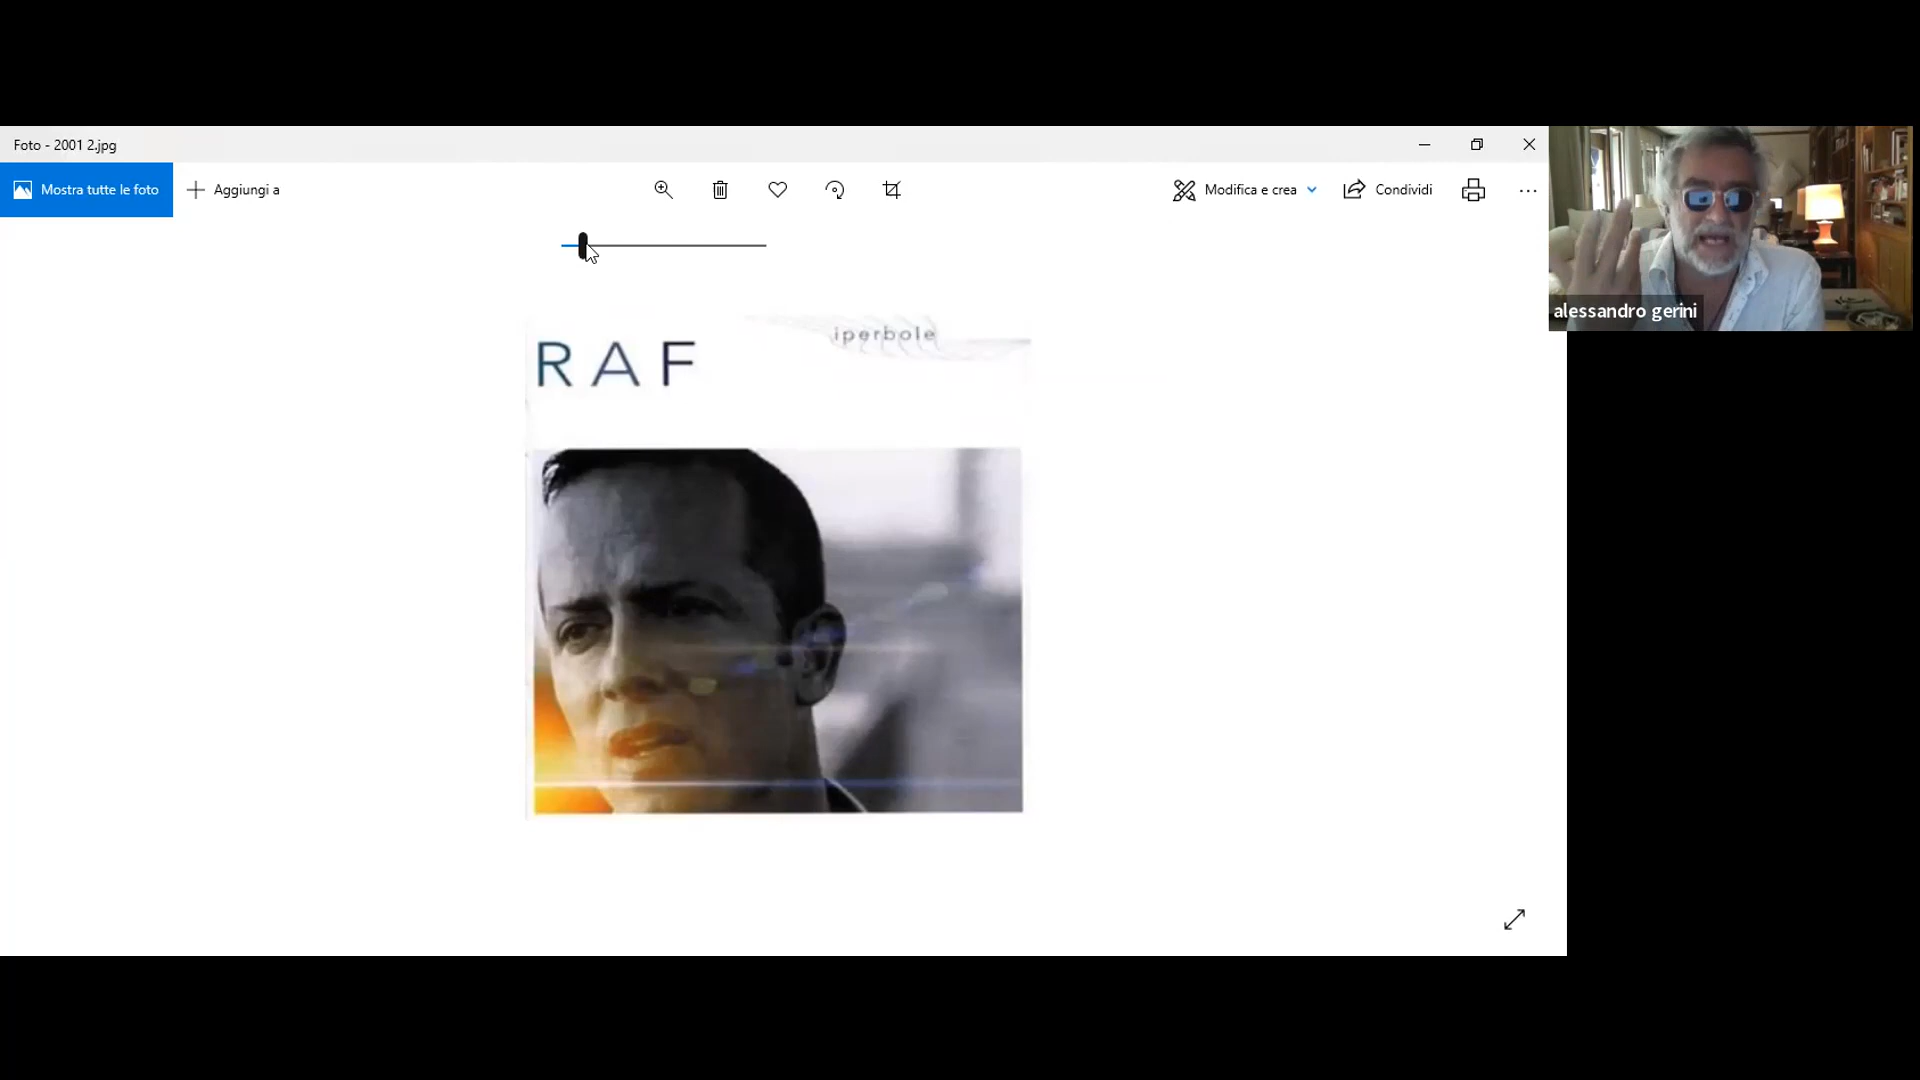 Foto - 2001 2.jpg
Mostra tutte le foto
Aggiungi a
Modifica e crea
Condividi
alessandro gerini
iperbole
RAF